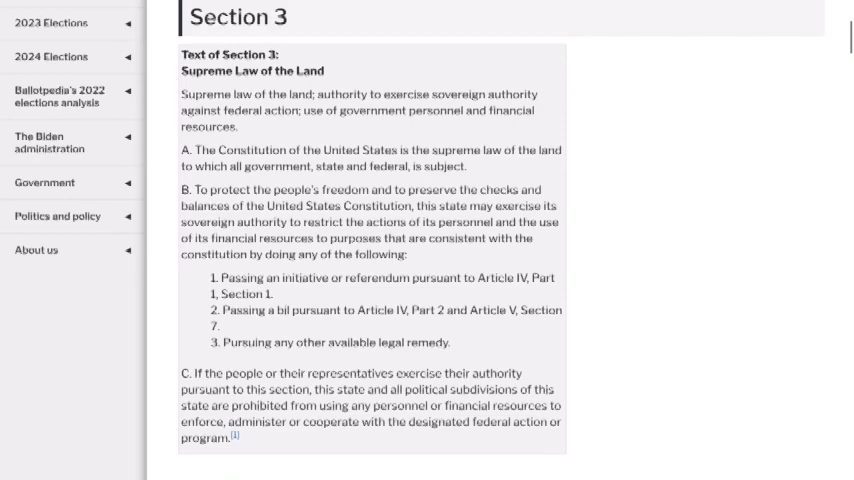 2023 Elections
2024 Elections
Ballotpedia's 2022
elections analysis
The Biden
administration
Government
Politics and policy
About us
Section 3
Text of Section 3:
Supreme Law of the Land
Supreme law of the land; authority to exercise sovereign authority
against federal action; use of government personnel and financial
resources.
A. The Constitution of the United States is the supreme law of the land
to which all government, state and federal, is subject.
B. To protect the people's freedom and to preserve the checks and
balances of the United States Constitution, this state may exercise its
sovereign authority to restrict the actions of its personnel and the use
of its financial resources to purposes that are consistent with the
constitution by doing any of the following:
1. Passing an initiative or referendum pursuant to Article IV, Part
1, Section 1.
2. Passing a bil pursuant to Article IV, Part 2 and Article V, Section
7.
3. Pursuing any other available legal remedy.
C. If the people or their representatives exercise their authority
pursuant to this section, this state and all political subdivisions of this
state are prohibited from using any personnel or financial resources to
enforce, administer or cooperate with the designated federal action or
program.[1]